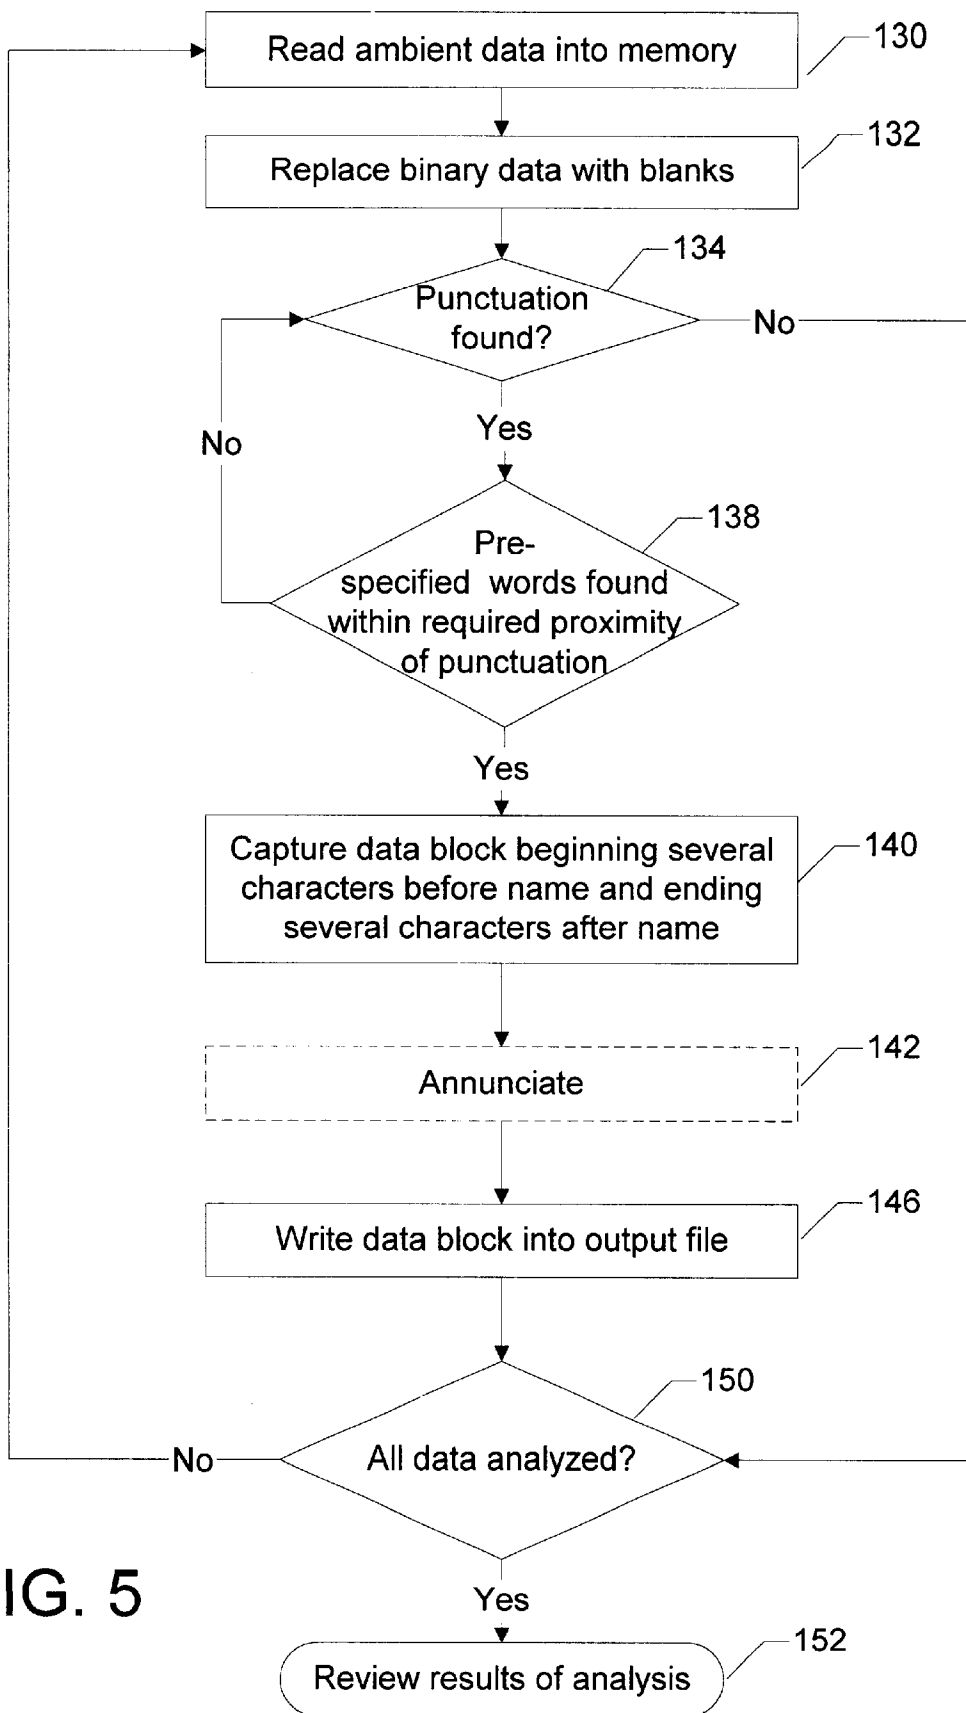 Read ambient data into memory
130
Replace binary data with blanks
132
134
Punctuation
found?
No
Yes
No
138
Pre-
specified words found
within required proximity
of punctuation
Yes
Capture data block beginning several
characters before name and ending
several characters after name
140
Annunciate
142
Write data block into output file
146
150
All data analyzed?
No
Yes
Review results of analysis
152
IG. 5